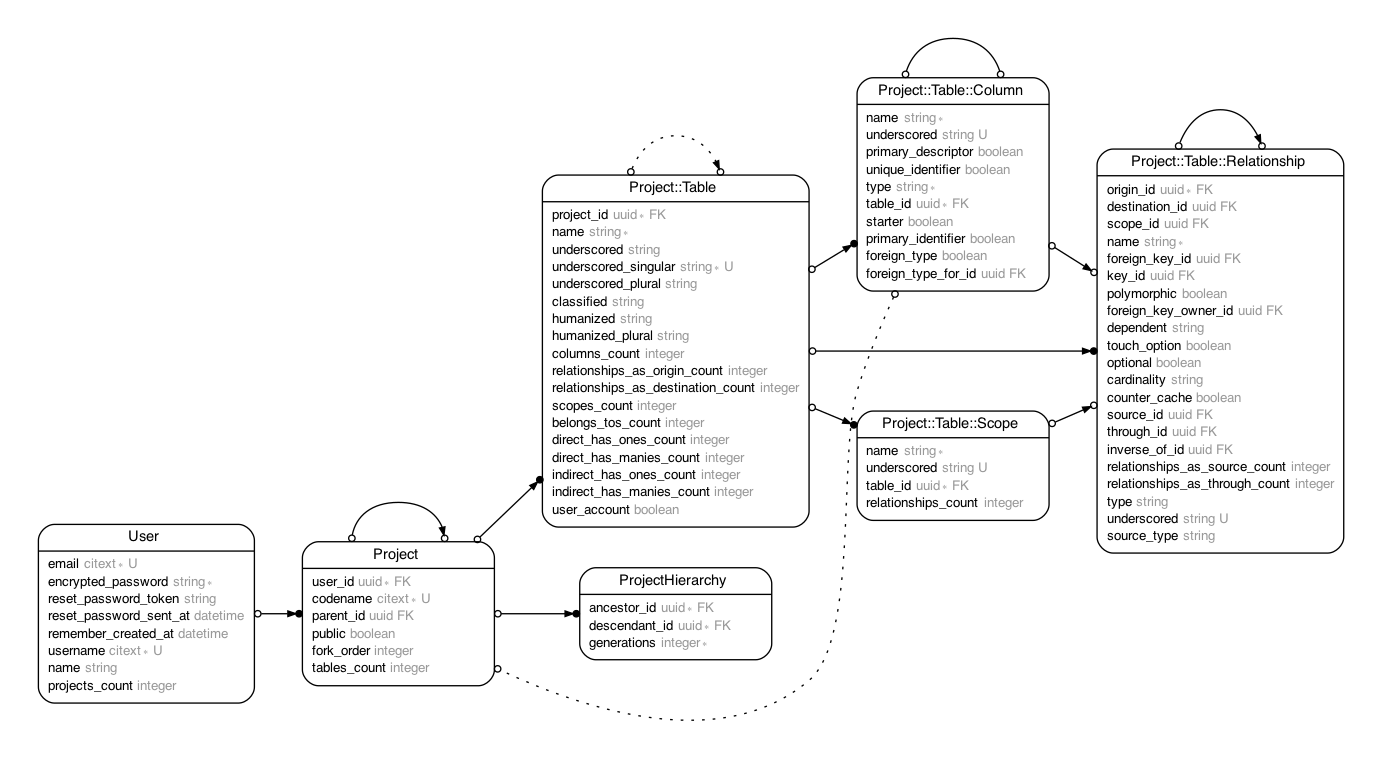 Project::Table::Column
name string∗
underscored string U
primary_descriptor boolean
unique_identifier boolean
type string∗
table_id uuid∗ FK
starter boolean
primary_identifier boolean
foreign_type boolean
foreign_type_for_id uuid FK
Project::Table::Relationship
origin_id uuid∗ FK
destination_id uuid FK
scope_id uuid FK
name string∗
foreign_key_id uuid FK
key_id uuid FK
polymorphic boolean
foreign_key_owner_id uuid FK
dependent string
touch_option boolean
optional boolean
cardinality string
counter_cache boolean
source_id uuid FK
through_id uuid FK
inverse_of_id uuid FK
relationships_as_source_count integer
relationships_as_through_count integer
type string
underscored string U
source_type string
Project::Table
project_id uuid∗ FK
name string∗
underscored string
underscored_singular string∗ U
underscored_plural string
classified string
humanized string
humanized_plural string
columns_count integer
relationships_as_origin_count integer
relationships_as_destination_count integer
scopes_count integer
belongs_tos_count integer
direct_has_ones_count integer
direct_has_manies_count integer
indirect_has_ones_count integer
indirect_has_manies_count integer
user_account boolean
Project::Table::Scope
name string∗
underscored string U
table_id uuid∗ FK
relationships_count integer
User
email citext∗ U
encrypted_password string∗
reset_password_token string
reset_password_sent_at datetime
remember_created_at datetime
username citext∗ U
name string
projects_count integer
Project
user_id uuid∗ FK
codename citext∗ U
parent_id uuid FK
public boolean
fork_order integer
tables_count integer
ProjectHierarchy
ancestor_id uuid∗ FK
descendant_id uuid∗ FK
generations integer∗